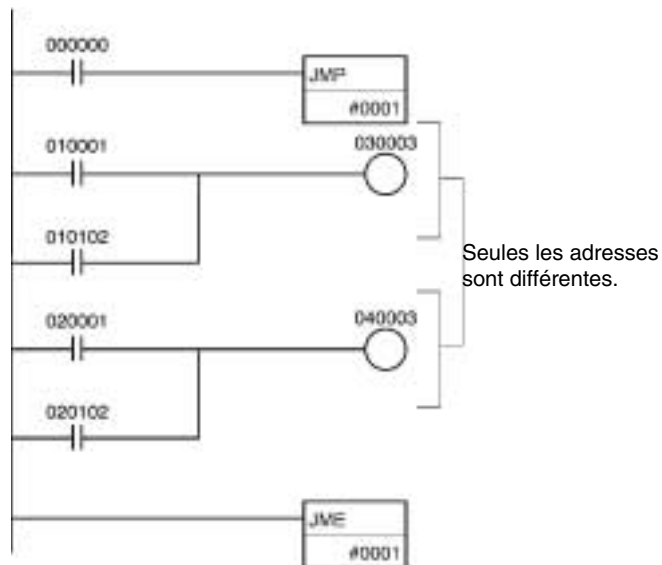 000000
JMP
#0001
010001
030003
010102
Seules les adresses
sont différentes.
020001
040003
020102
JME
#0001